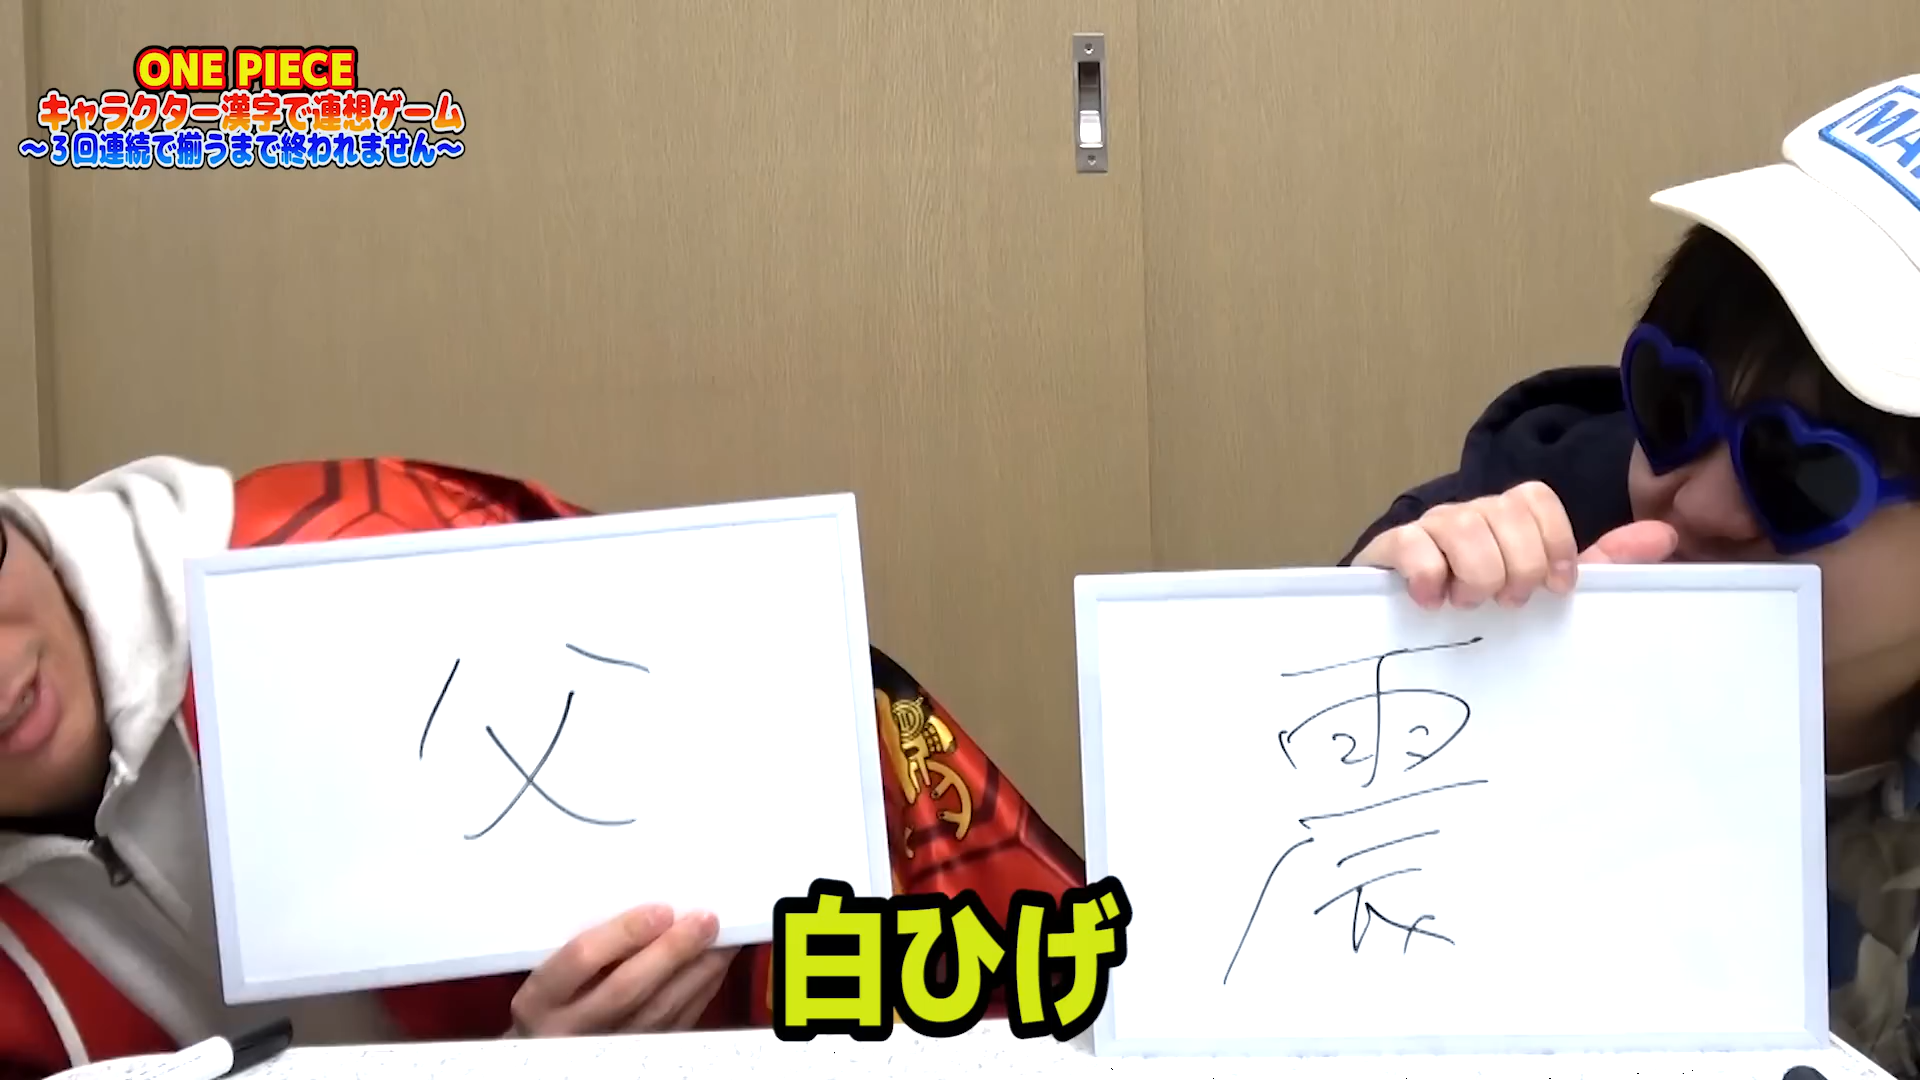 ONE PIECE
キャラクター漢字で連想ゲーム
～3回連続で揃うまで終われません～
父
震
白ひげ